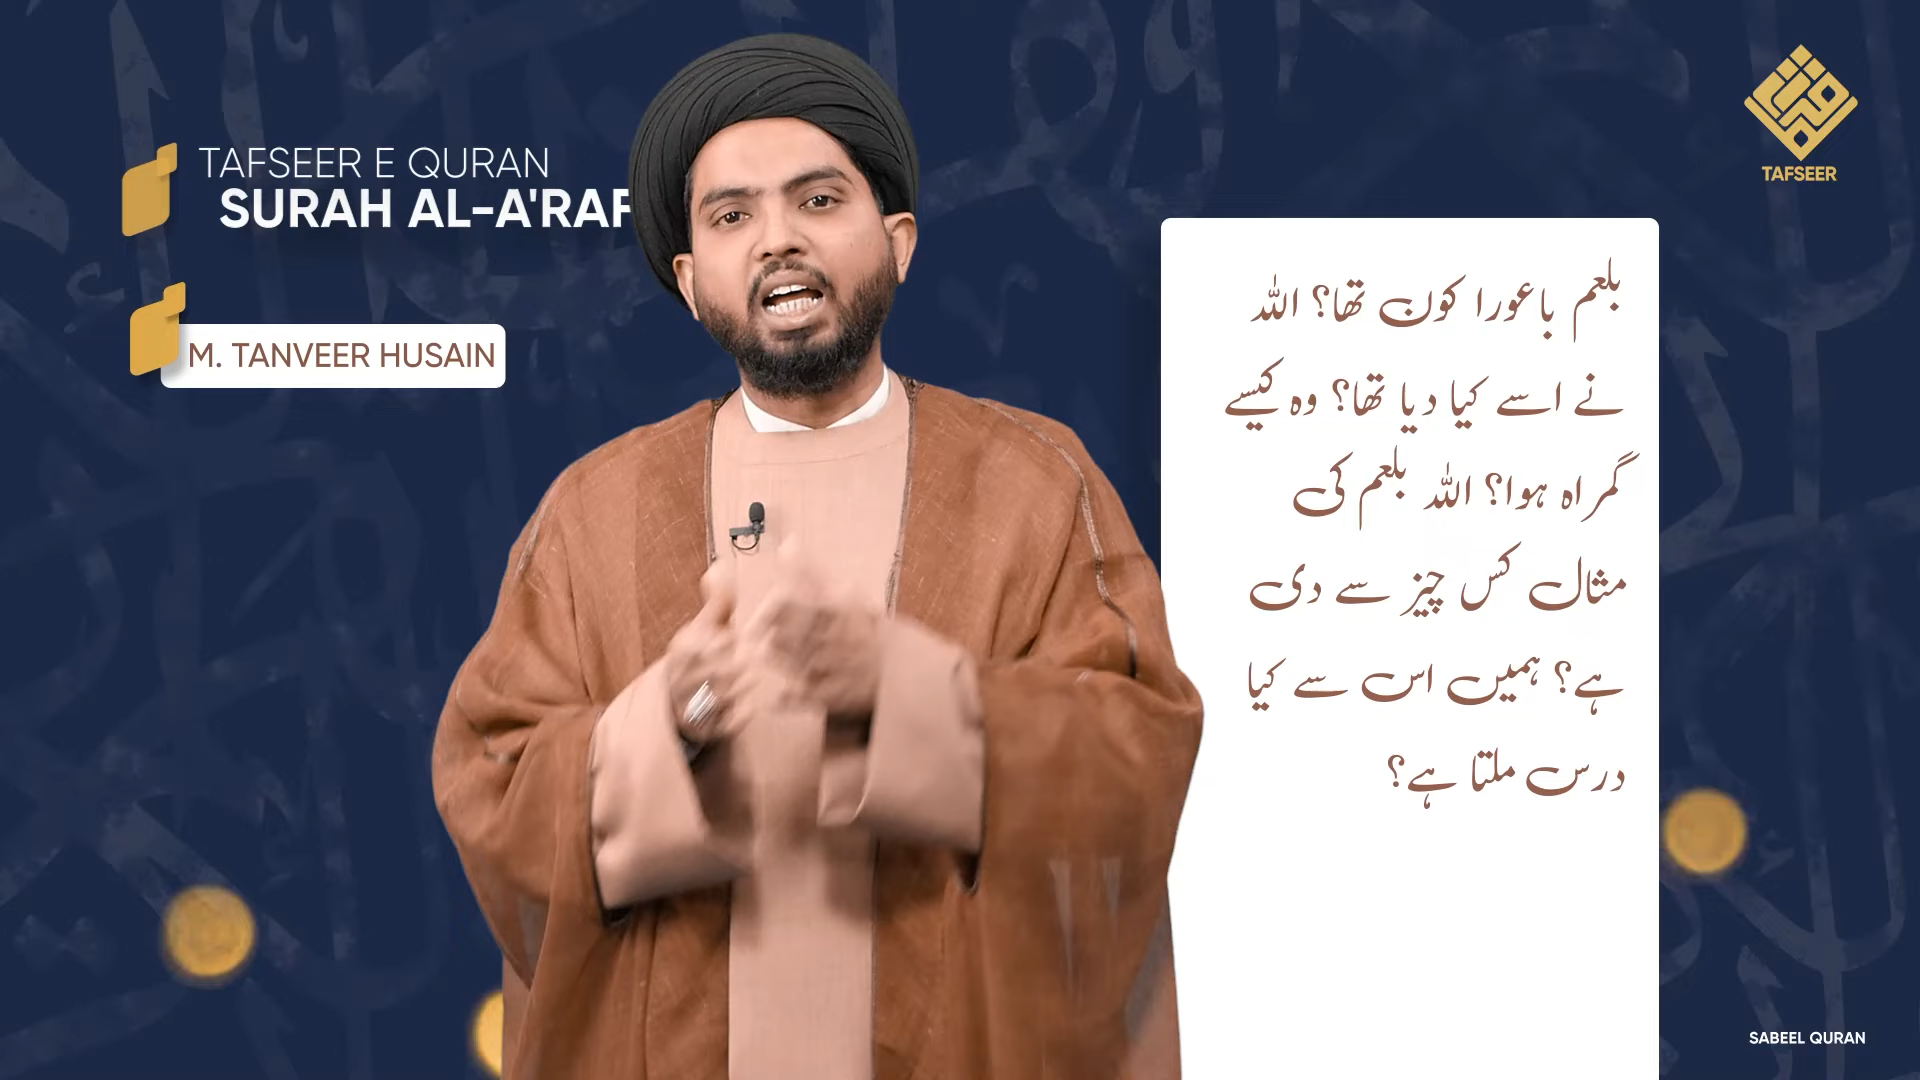 TAFSEER E QURAN
SURAH AL-A'RAF
M. TANVEER HUSAIN
TAFSEER
بلعم باعورا کون تھا؟ اللہ
نے اسے کیا دیا تھا؟ وہ کیسے
گمراہ ہوا؟ اللہ بلعم کی
مثال کس چیز سے دی
ہے؟ ہمیں اس سے کیا
درس ملتا ہے؟
SABEEL QURAN